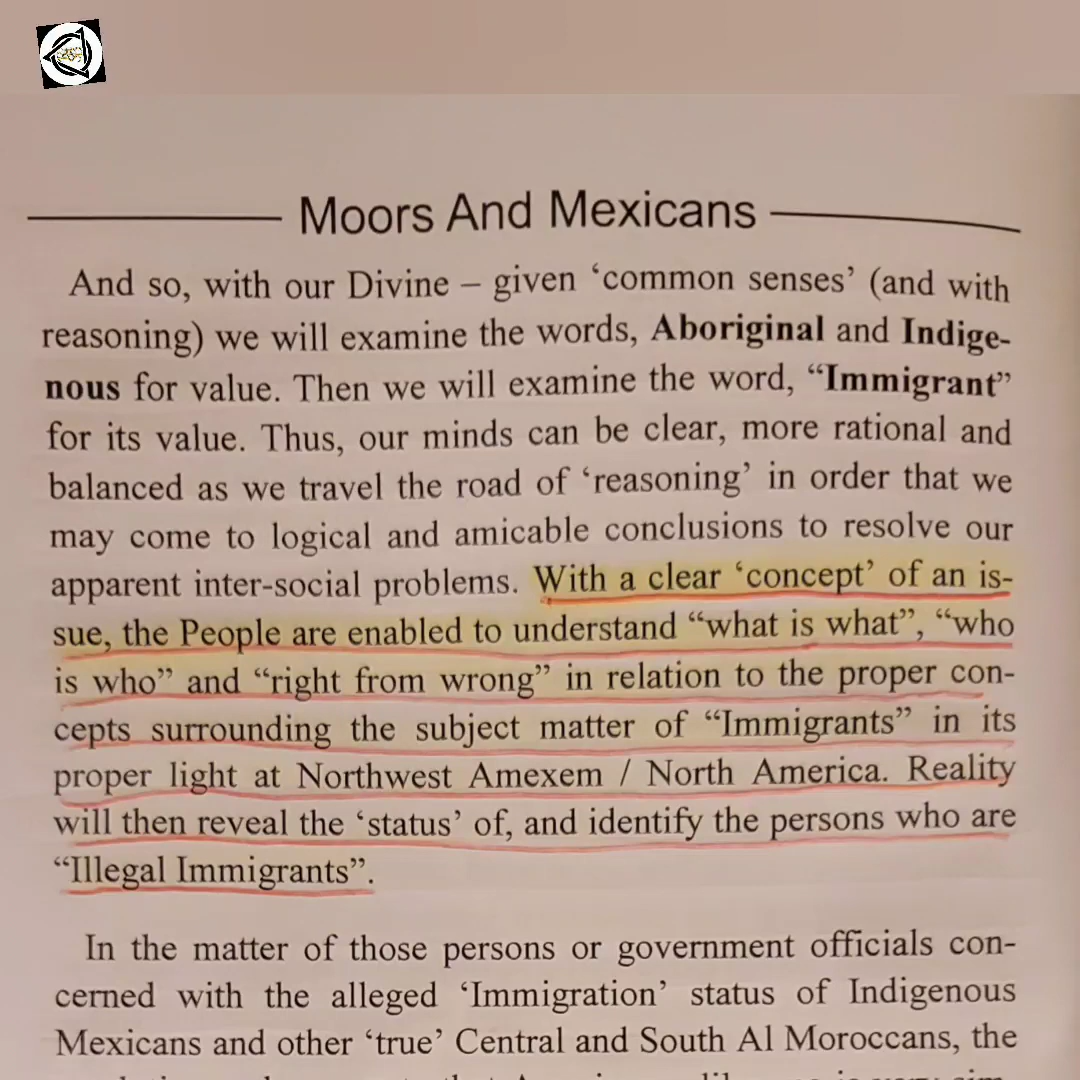 Moors And Mexicans
And so, with our Divine – given ‘common senses’ (and with
reasoning) we will examine the words, Aboriginal and Indige-
nous for value. Then we will examine the word, “Immigrant”
for its value. Thus, our minds can be clear, more rational and
balanced as we travel the road of ‘reasoning’ in order that we
may come to logical and amicable conclusions to resolve our
apparent inter-social problems. With a clear ‘concept’ of an is-
sue, the People are enabled to understand “what is what”, “who
is who” and “right from wrong” in relation to the proper con-
cepts surrounding the subject matter of “Immigrants” in its
proper light at Northwest Amexem / North America. Reality
will then reveal the ‘status’ of, and identify the persons who are
“Illegal Immigrants”.
In the matter of those persons or government officials con-
cerned with the alleged ‘Immigration’ status of Indigenous
Mexicans and other ‘true’ Central and South Al Moroccans, the